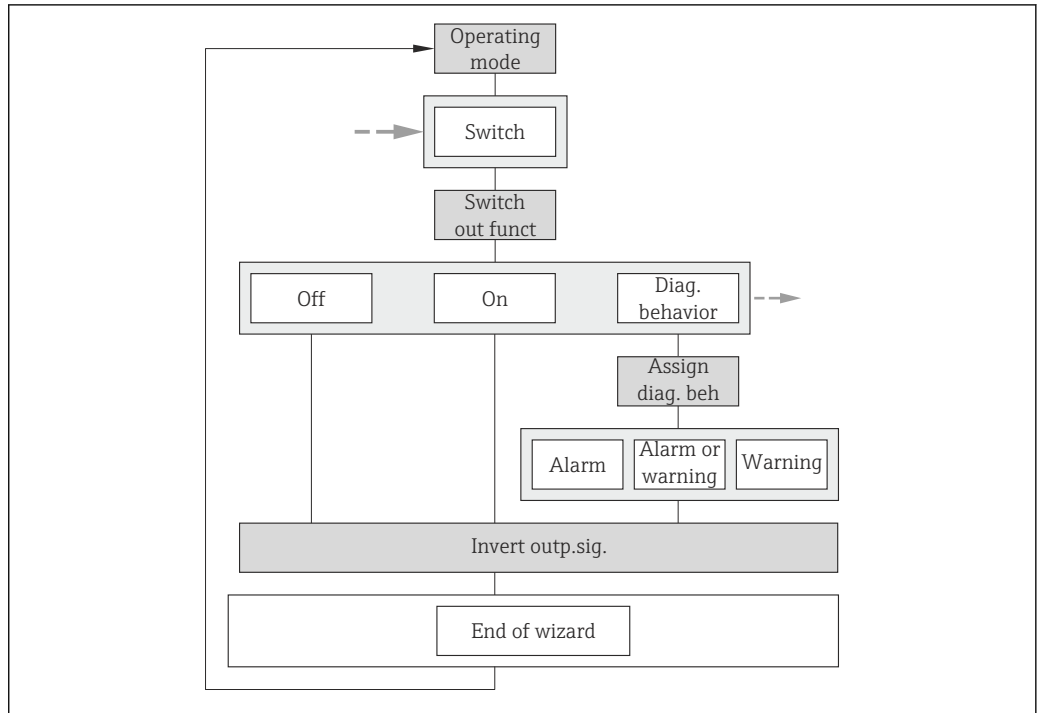 Operating
mode
Switch
Switch
out funct
Off
On
Diag.
behavior
Assign
diag. beh
Alarm
Alarm or
warning
Warning
Invert outp.sig.
End of wizard